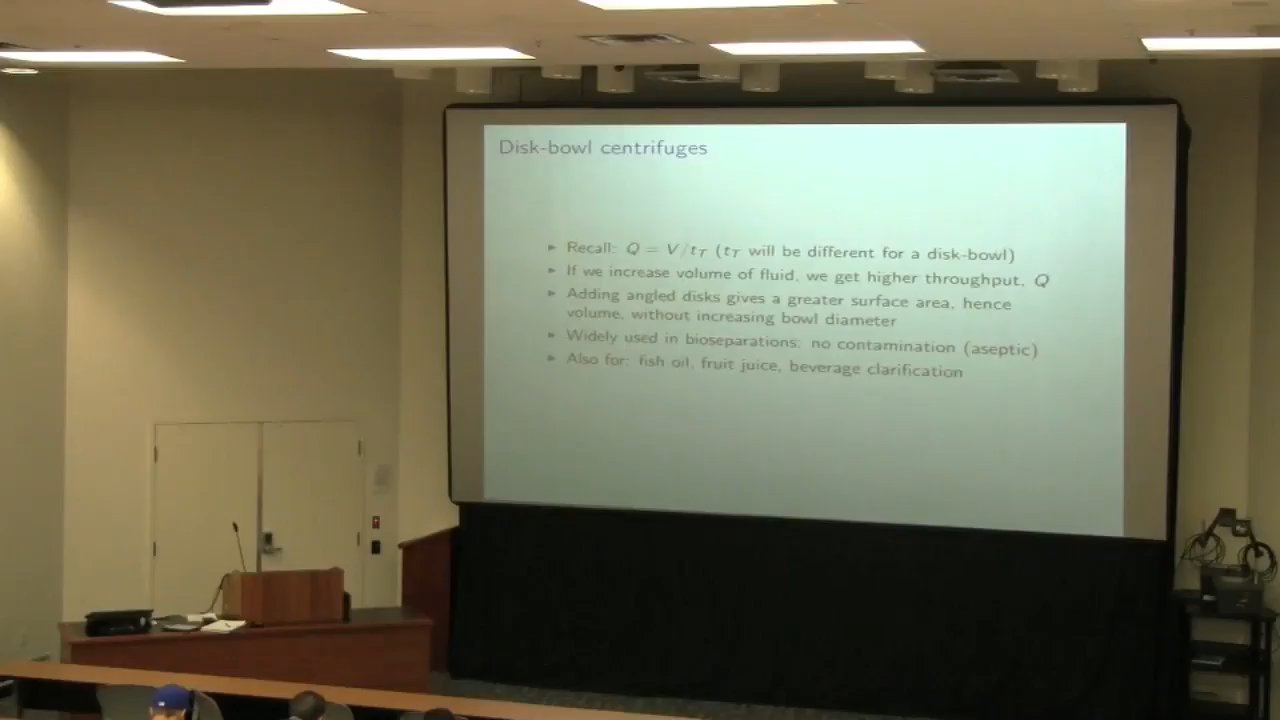 Disk-bowl centrifuges
▸ Recall: Q = V/t_T (t_T will be different for a disk-bowl)
▸ If we increase volume of fluid, we get higher throughput, Q
▸ Adding angled disks gives a greater surface area, hence
volume, without increasing bowl diameter
▸ Widely used in bioseparations: no contamination (aseptic)
▸ Also for: fish oil, fruit juice, beverage clarification